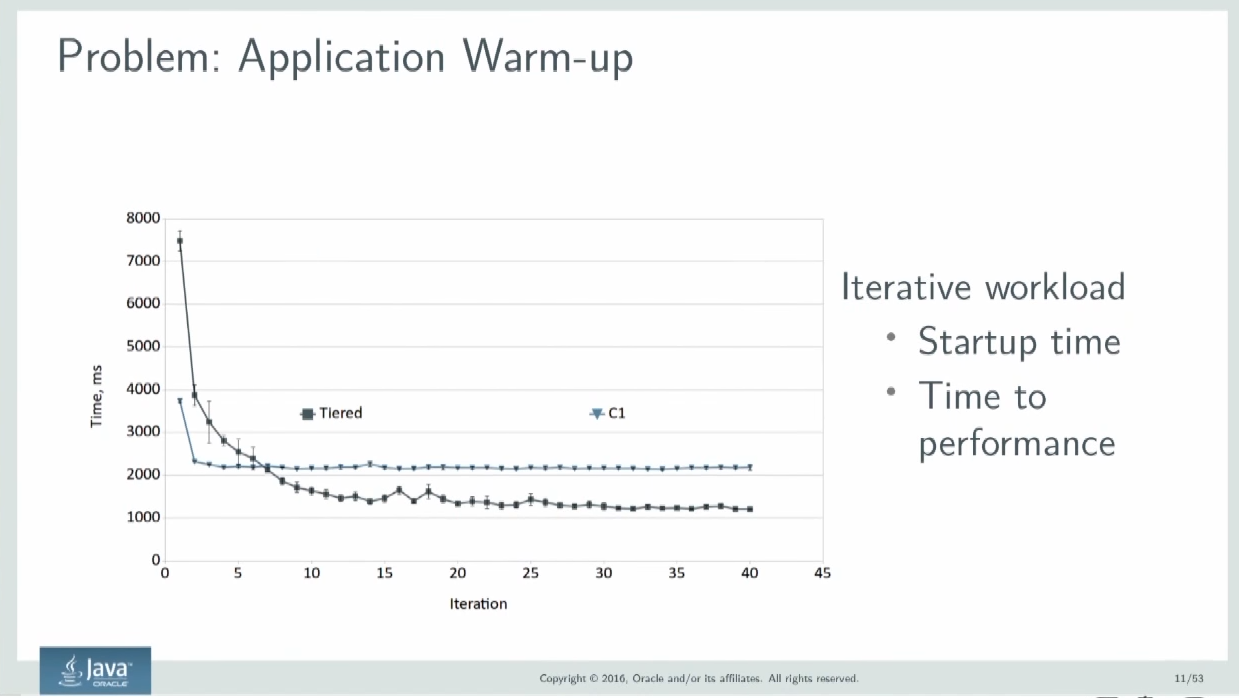 Problem: Application Warm-up
8000
7000
6000
5000
4000
3000
2000
1000
0
Time, ms
Tiered
C1
0 5 10 15 20 25 30 35 40 45
Iteration
Iterative workload
• Startup time
• Time to
performance
Java™
ORACLE
Copyright © 2016, Oracle and/or its affiliates. All rights reserved.
11/53